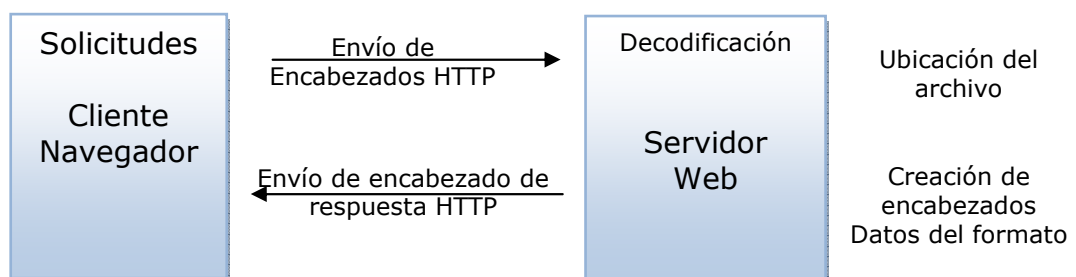 Solicitudes
Cliente
Navegador
Envío de
Encabezados HTTP
Envío de encabezado de
respuesta HTTP
Decodificación
Servidor
Web
Ubicación del
archivo
Creación de
encabezados
Datos del formato